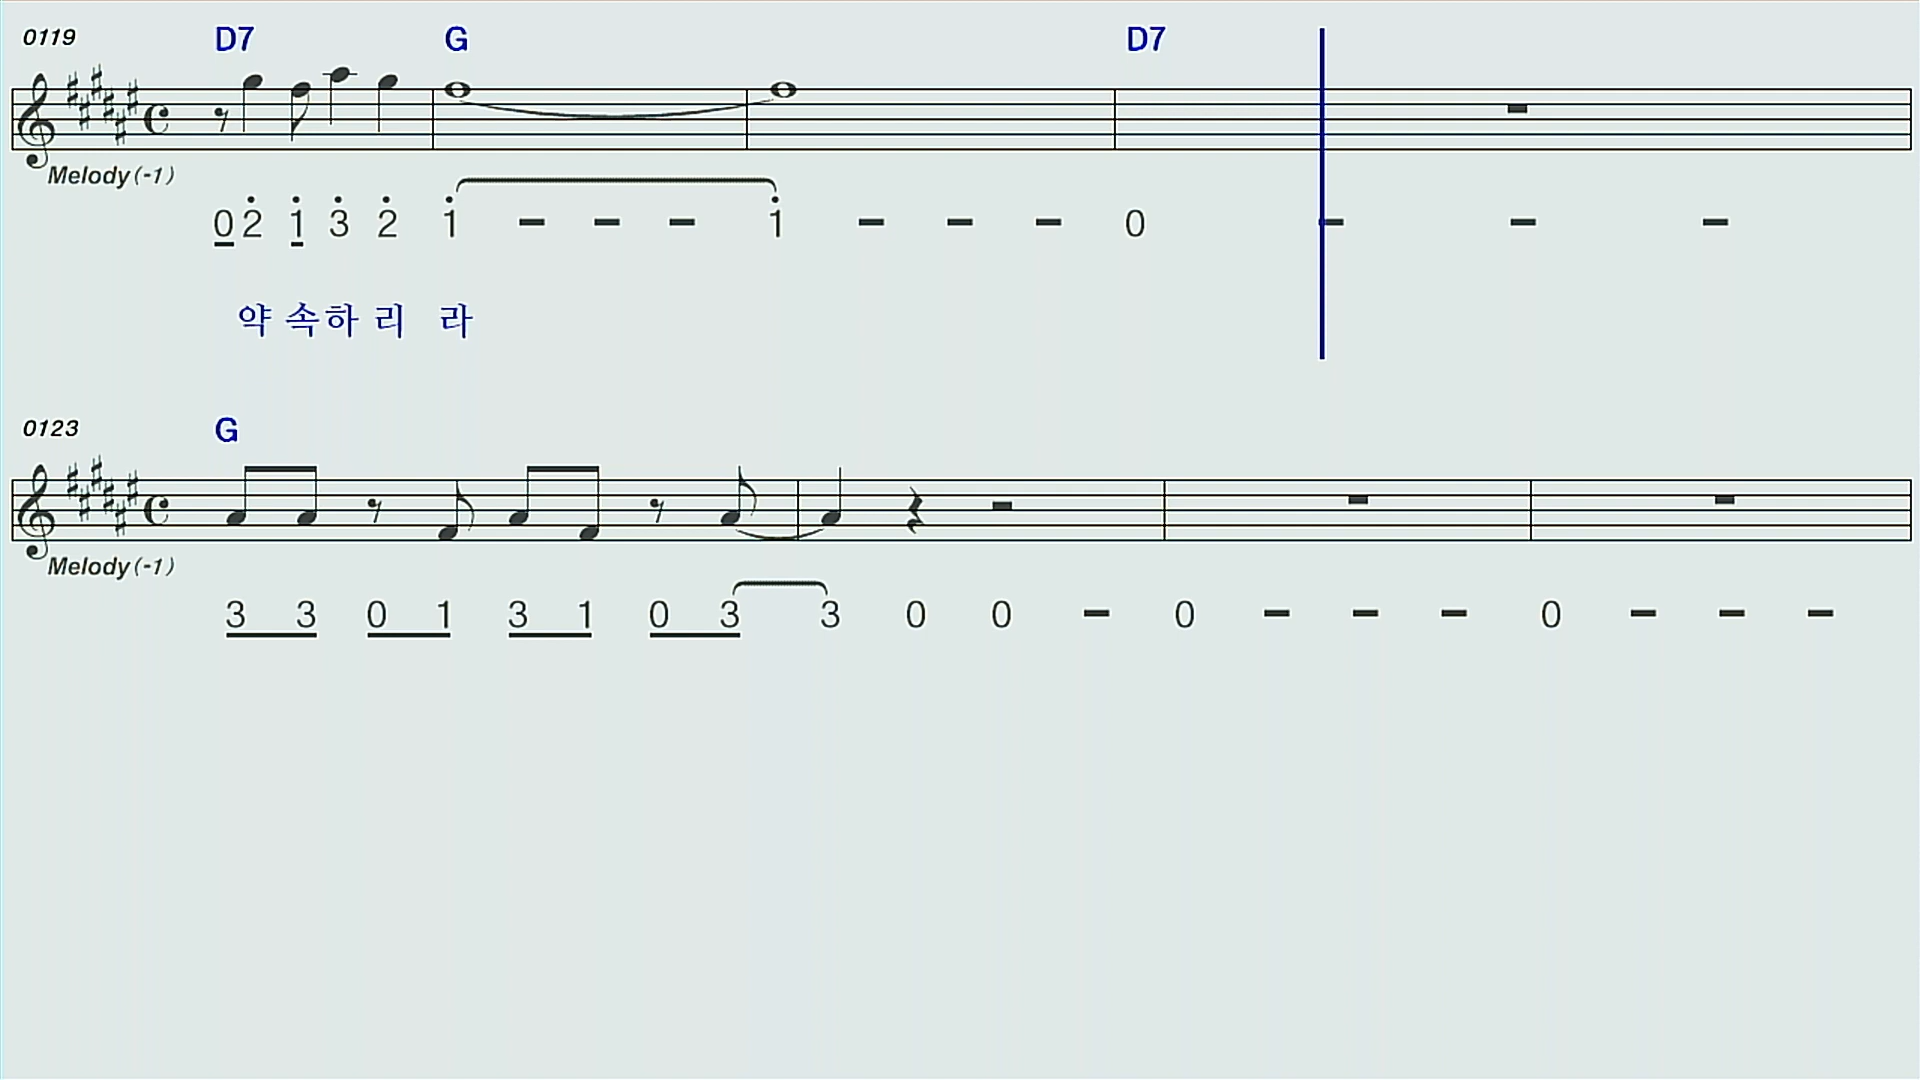 0119 D7 G D7
Melody(-1)
0 2 1 3 2 1 - - - 1 - - - 0 - - -
약 속 하 리 라
0123 G
Melody(-1)
3 3 0 1 3 1 0 3 3 0 0 - 0 - - - 0 - - -